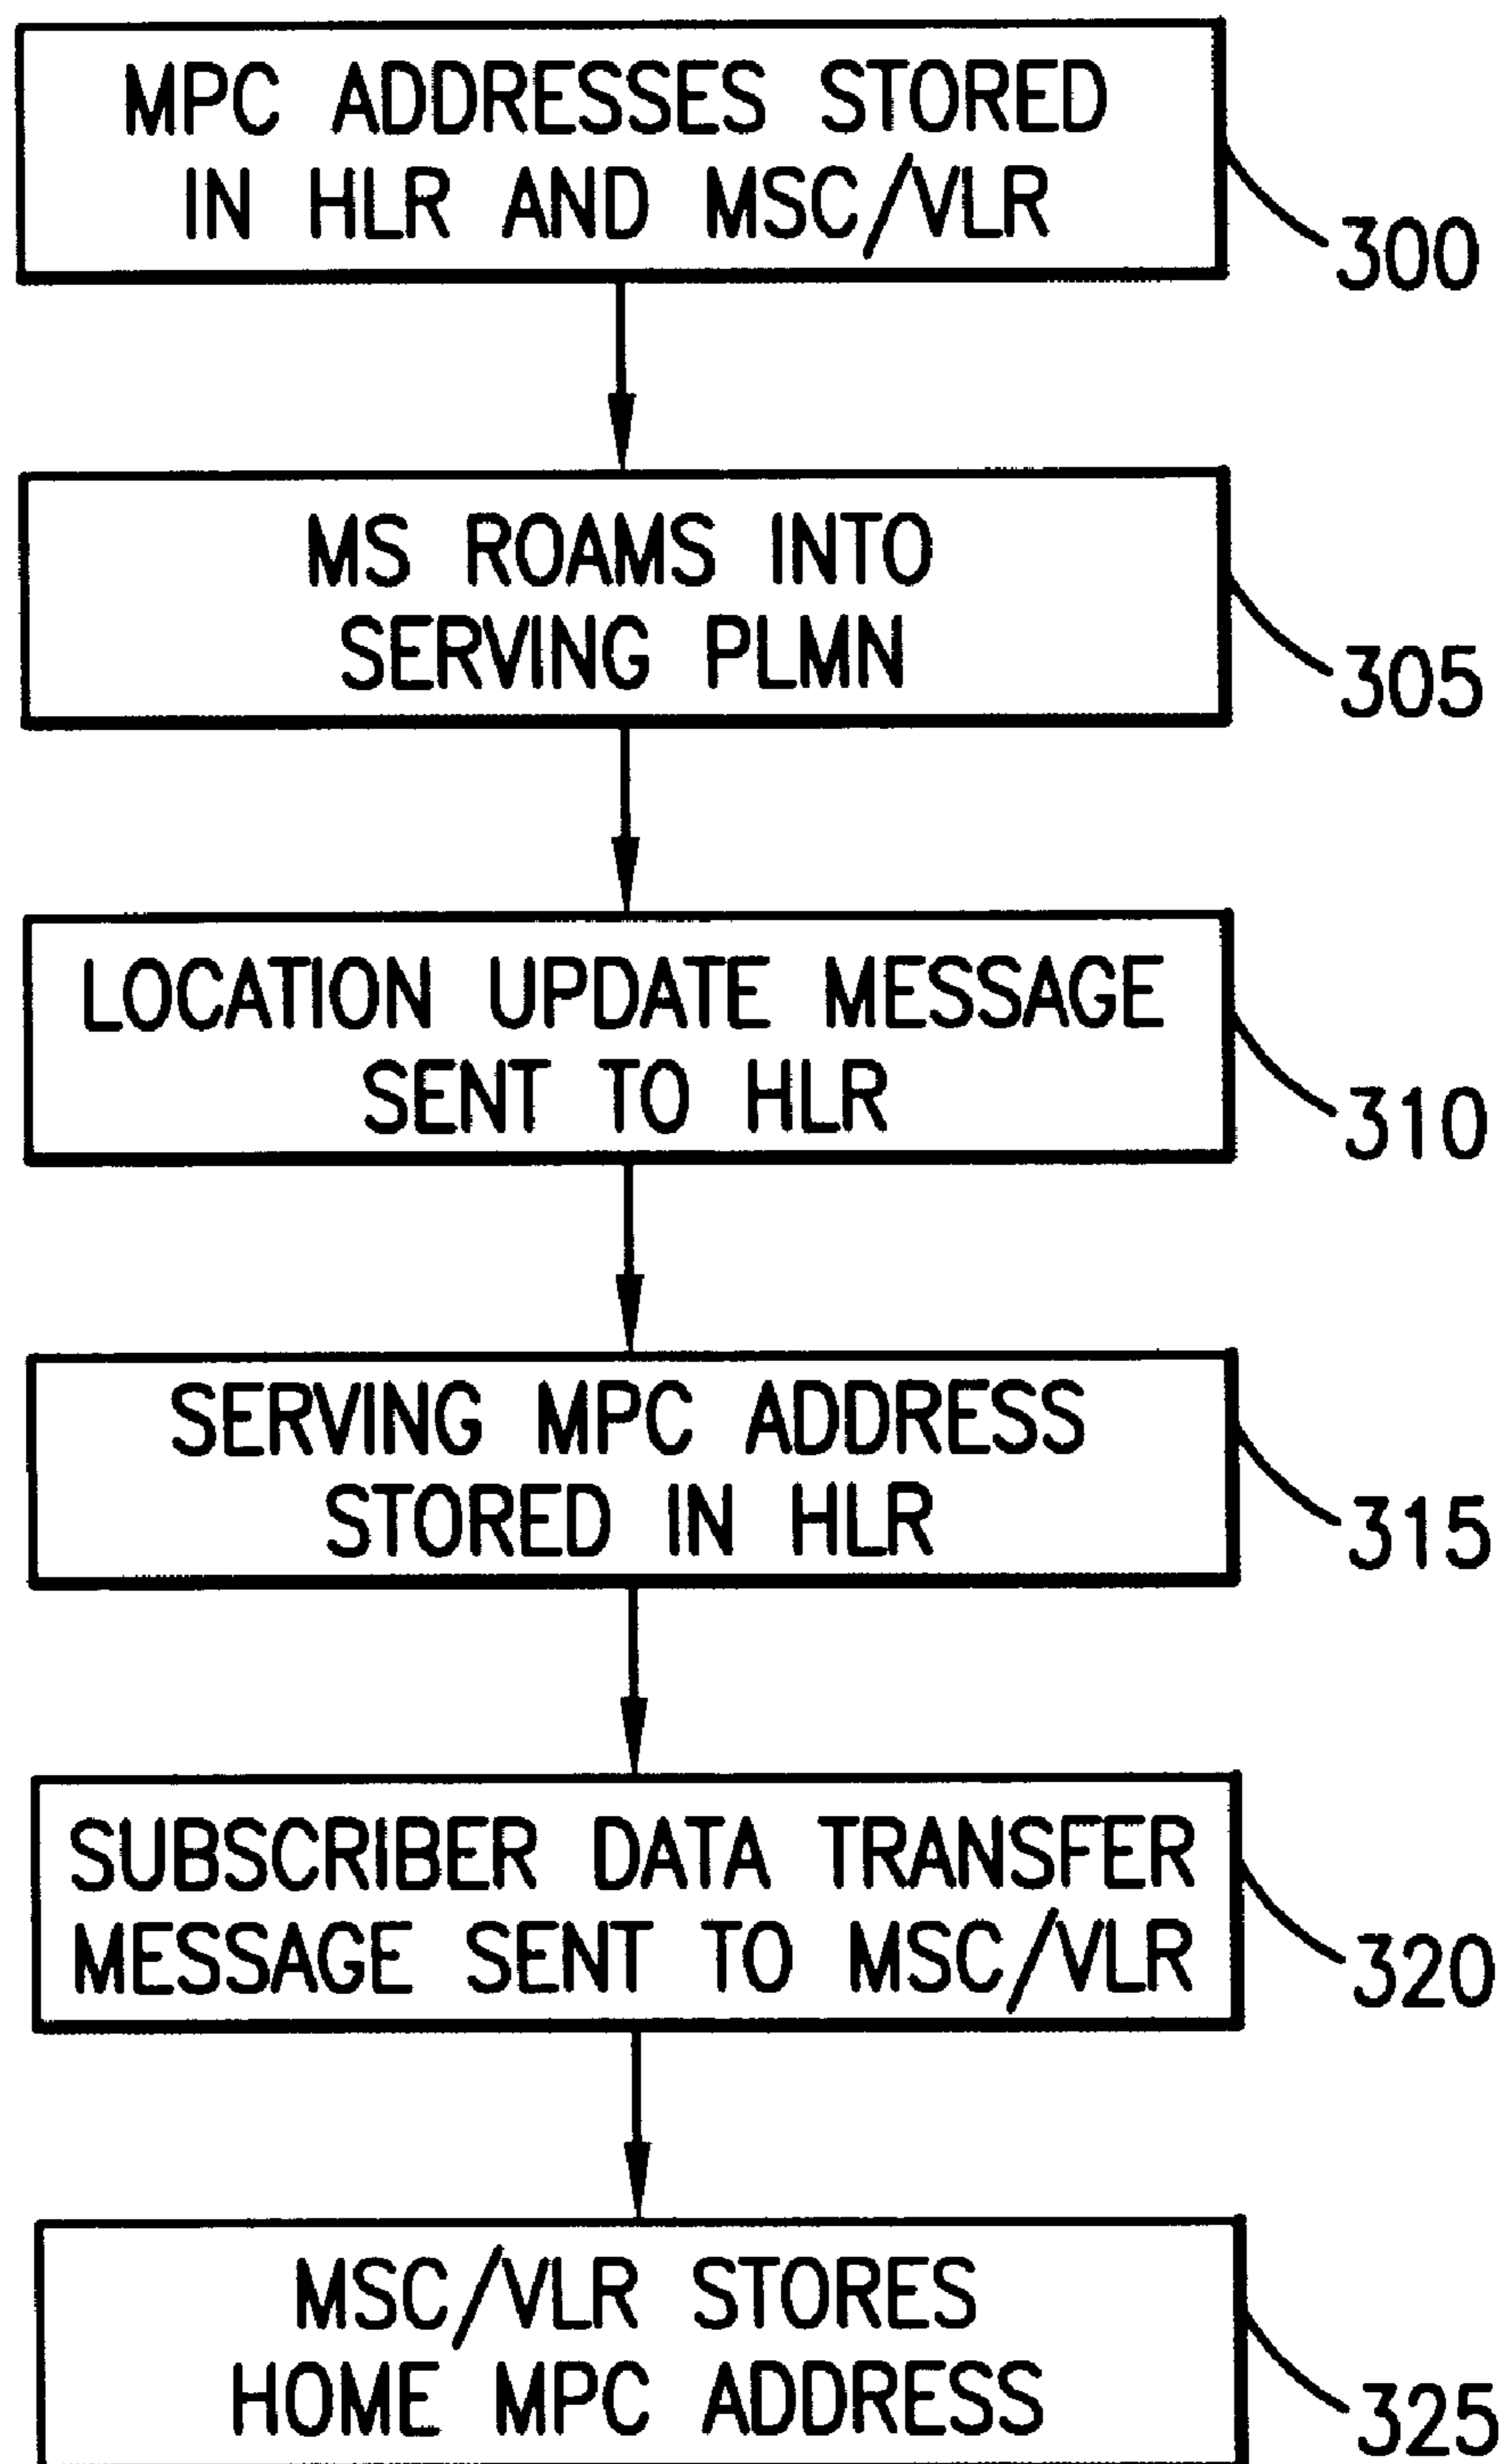 MPC ADDRESSES STORED
IN HLR AND MSC/VLR
300
MS ROAMS INTO
SERVING PLMN
305
LOCATION UPDATE MESSAGE
SENT TO HLR
310
SERVING MPC ADDRESS
STORED IN HLR
315
SUBSCRIBER DATA TRANSFER
MESSAGE SENT TO MSC/VLR
320
MSC/VLR STORES
HOME MPC ADDRESS
325